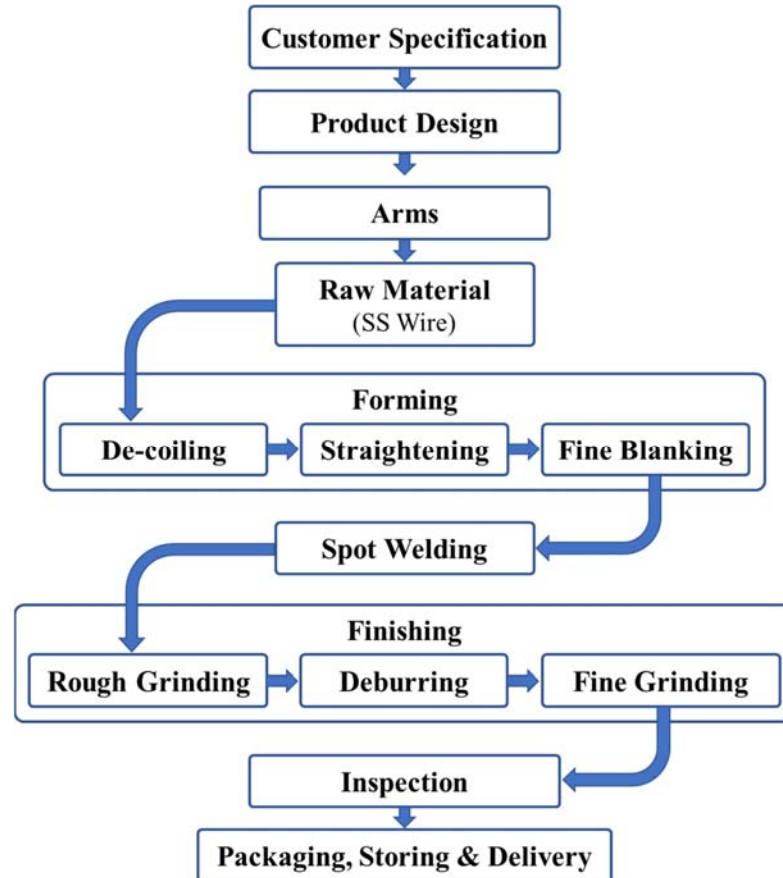 Customer Specification
Product Design
Arms
Raw Material
(SS Wire)
Forming
De-coiling
Straightening
Fine Blanking
Spot Welding
Finishing
Rough Grinding
Deburring
Fine Grinding
Inspection
Packaging, Storing & Delivery